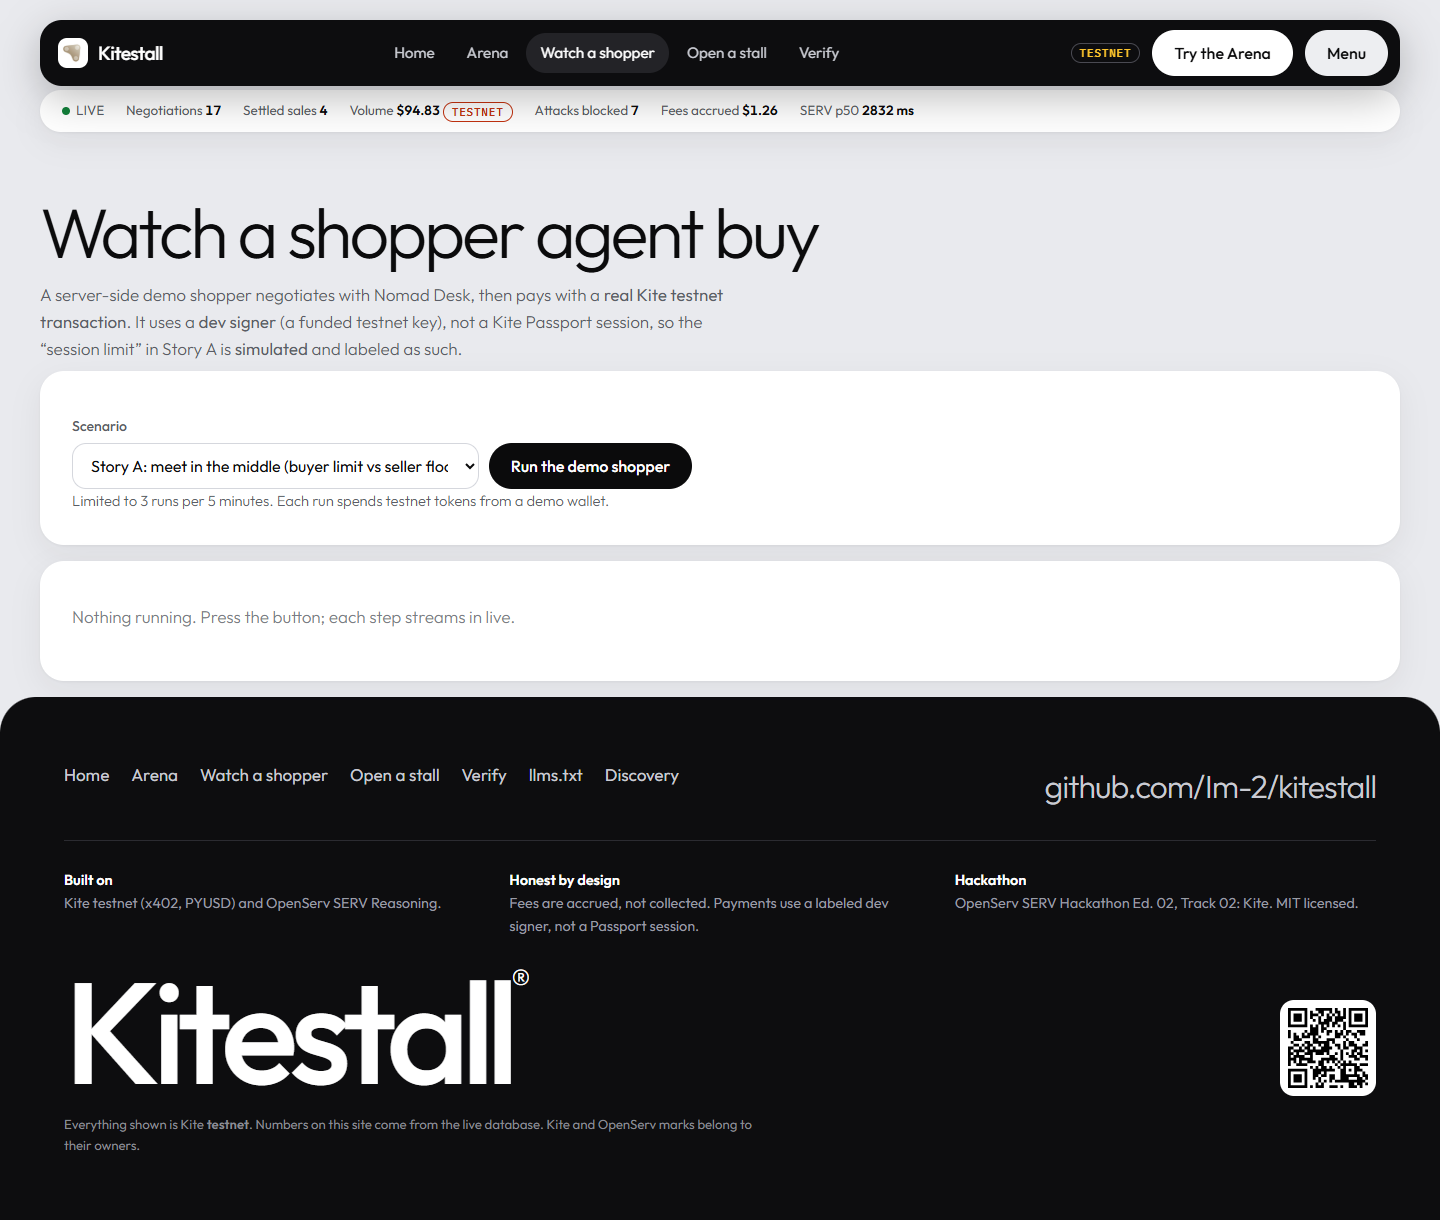 Kitestall
Home Arena Watch a shopper Open a stall Verify
TESTNET Try the Arena Menu
LIVE Negotiations 17 Settled sales 4 Volume $94.83 TESTNET Attacks blocked 7 Fees accrued $1.26 SERV p50 2832 ms
Watch a shopper agent buy
A server-side demo shopper negotiates with Nomad Desk, then pays with a real Kite testnet
transaction. It uses a dev signer (a funded testnet key), not a Kite Passport session, so the
“session limit” in Story A is simulated and labeled as such.
Scenario
Story A: meet in the middle (buyer limit vs seller floo
Run the demo shopper
Limited to 3 runs per 5 minutes. Each run spends testnet tokens from a demo wallet.
Nothing running. Press the button; each step streams in live.
Home Arena Watch a shopper Open a stall Verify llms.txt Discovery
github.com/Im-2/kitestall
Built on
Kite testnet (x402, PYUSD) and OpenServ SERV Reasoning.
Honest by design
Fees are accrued, not collected. Payments use a labeled dev
signer, not a Passport session.
Hackathon
OpenServ SERV Hackathon Ed. 02, Track 02: Kite. MIT licensed.
Kitestall®
Everything shown is Kite testnet. Numbers on this site come from the live database. Kite and OpenServ marks belong to
their owners.